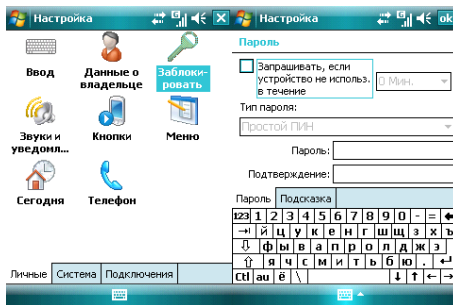 Настройка
Ввод
Данные о
владельце
Заблоки-
ровать
Звуки и
уведомл...
Кнопки
Меню
Сегодня
Телефон
Личные Система Подключения
Настройка ok
Пароль
Запрашивать, если
устройство не использ.
в течение
0 Мин.
Тип пароля:
Простой ПИН
Пароль:
Подтверждение:
Пароль Подсказка
123 1 2 3 4 5 6 7 8 9 0 - =
й ц у к е н г ш щ з х ъ
ф ы в а п р о л д ж э
я ч с м и т ь б ю .
Ctl au ё \